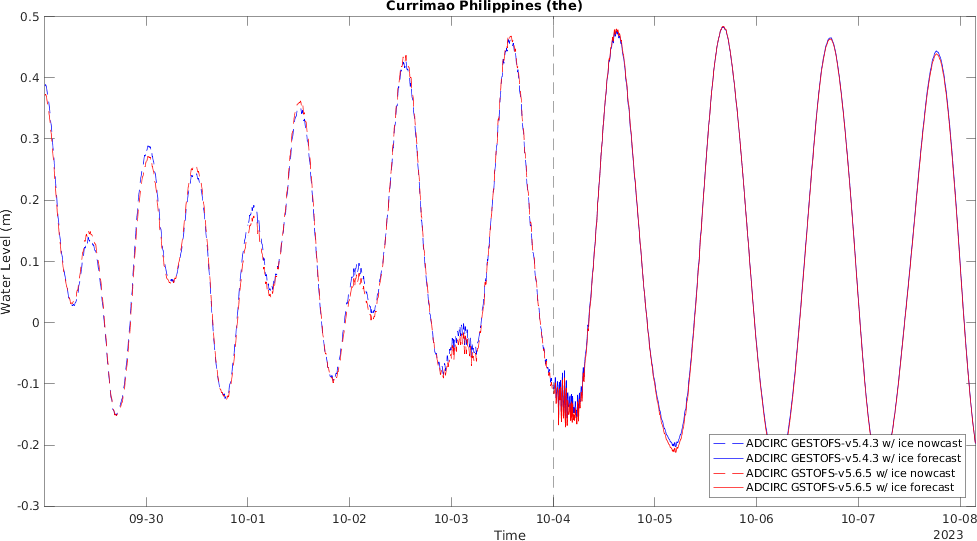 Currimao Philippines (the)
0.5
0.4
0.3
0.2
0.1
0
-0.1
-0.2
-0.3
Water Level (m)
09-30 10-01 10-02 10-03 10-04 10-05 10-06 10-07 10-08
2023
Time
ADCIRC GESTOFS-v5.4.3 w/ ice nowcast
ADCIRC GESTOFS-v5.4.3 w/ ice forecast
ADCIRC GSTOFS-v5.6.5 w/ ice nowcast
ADCIRC GSTOFS-v5.6.5 w/ ice forecast